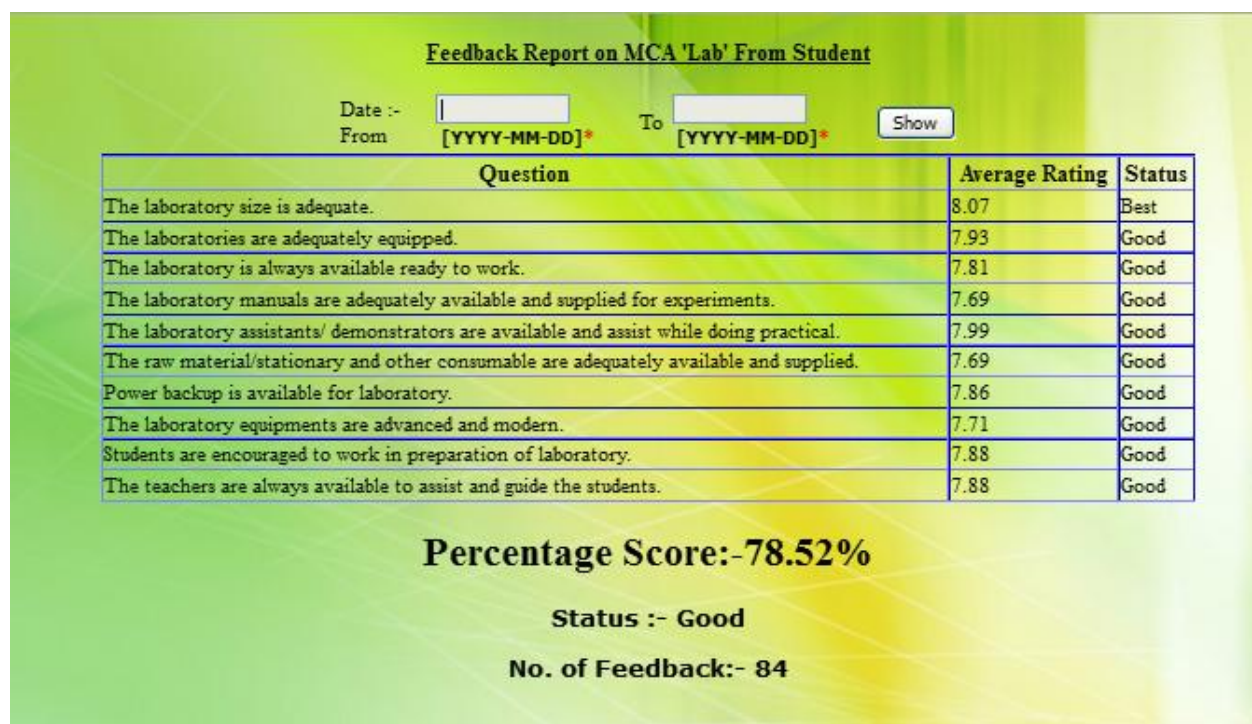 Feedback Report on MCA 'Lab' From Student
Date :- From [YYYY-MM-DD]* To [YYYY-MM-DD]* Show
Question Average Rating Status
The laboratory size is adequate. 8.07 Best
The laboratories are adequately equipped. 7.93 Good
The laboratory is always available ready to work. 7.81 Good
The laboratory manuals are adequately available and supplied for experiments. 7.69 Good
The laboratory assistants/ demonstrators are available and assist while doing practical. 7.99 Good
The raw material/stationary and other consumable are adequately available and supplied. 7.69 Good
Power backup is available for laboratory. 7.86 Good
The laboratory equipments are advanced and modern. 7.71 Good
Students are encouraged to work in preparation of laboratory. 7.88 Good
The teachers are always available to assist and guide the students. 7.88 Good
Percentage Score:-78.52%
Status :- Good
No. of Feedback:- 84